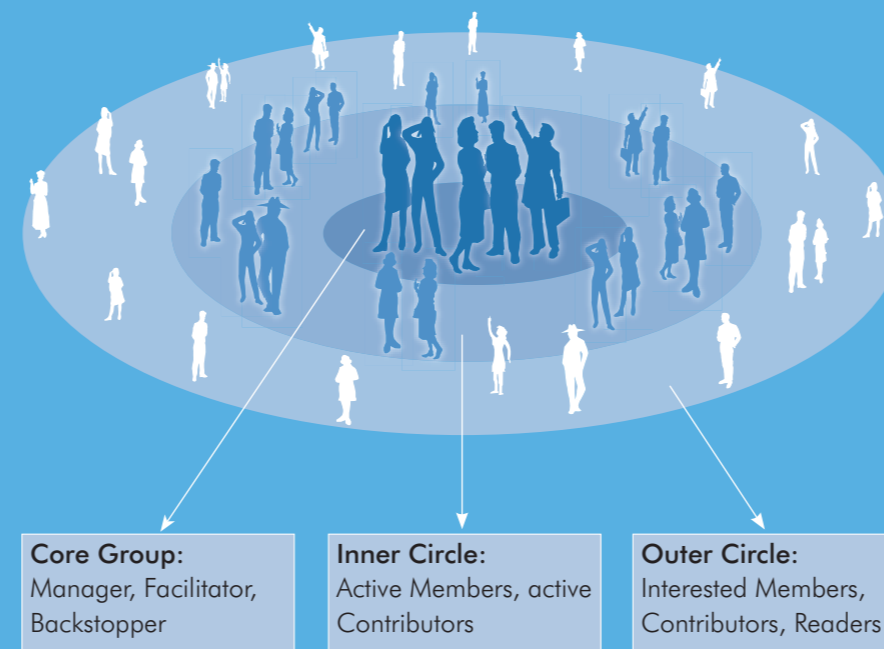 Core Group:
Manager, Facilitator,
Backstopper
Inner Circle:
Active Members, active
Contributors
Outer Circle:
Interested Members,
Contributors, Readers